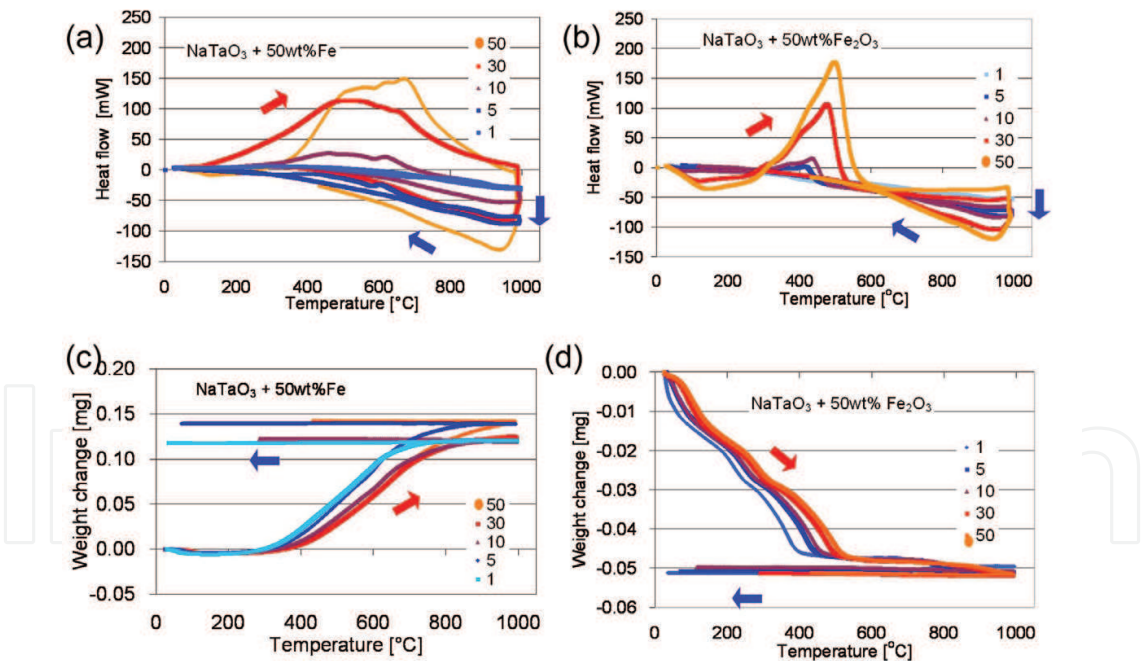 (a)
NaTaO₃ + 50wt%Fe
Heat flow [mW]
250
200
150
100
50
0
-50
-100
-150
50
30
10
5
1
0 200 400 600 800 1000
Temperature [°C]
(b)
NaTaO₃ + 50wt%Fe₂O₃
Heat flow [mW]
250
200
150
100
50
0
-50
-100
-150
1
5
10
30
50
0 200 400 600 800 1000
Temperature [°C]
(c)
NaTaO₃ + 50wt%Fe
Weight change [mg]
0.20
0.15
0.10
0.05
0.00
-0.05
50
30
10
5
1
0 200 400 600 800 1000
Temperature [°C]
(d)
NaTaO₃ + 50wt% Fe₂O₃
Weight change [mg]
0.00
-0.01
-0.02
-0.03
-0.04
-0.05
-0.06
1
5
10
30
50
0 200 400 600 800 1000
Temperature [°C]